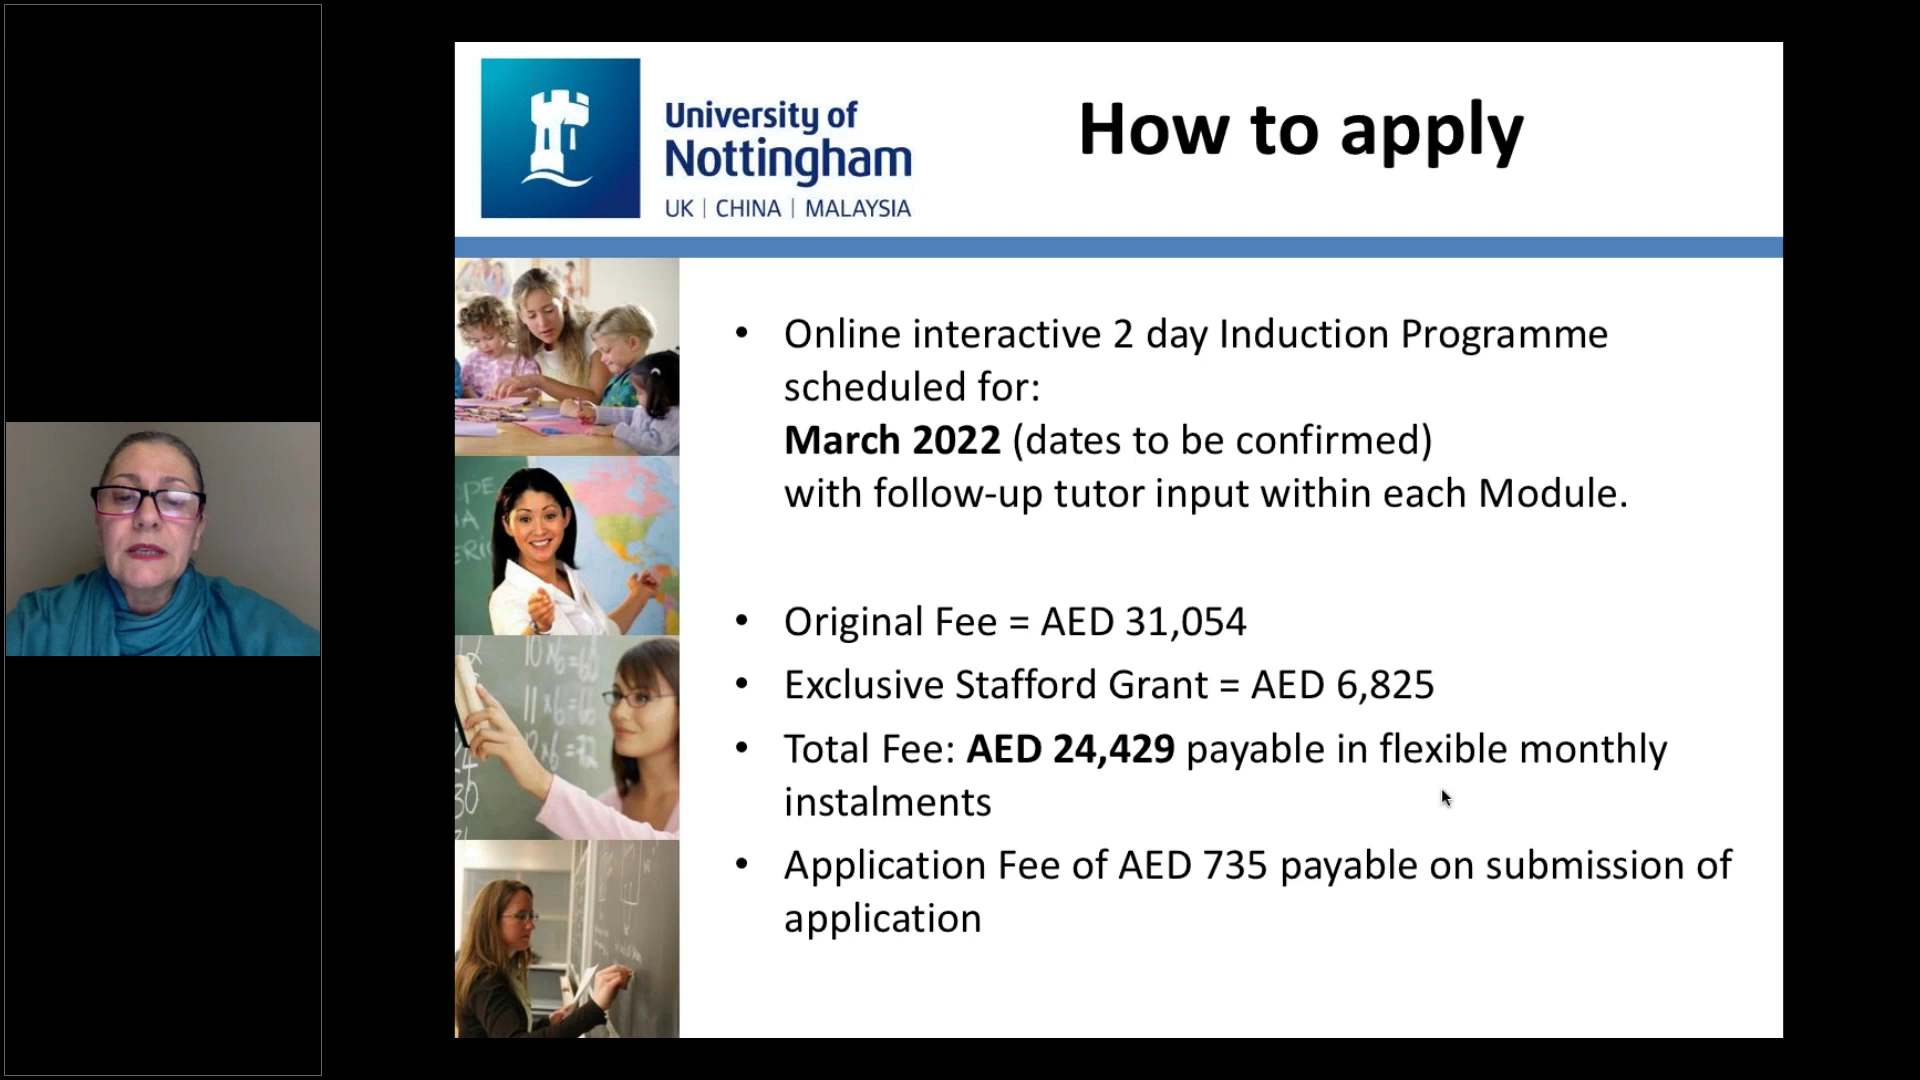 University of
Nottingham
UK | CHINA | MALAYSIA
How to apply
• Online interactive 2 day Induction Programme
scheduled for:
March 2022 (dates to be confirmed)
with follow-up tutor input within each Module.
• Original Fee = AED 31,054
• Exclusive Stafford Grant = AED 6,825
• Total Fee: AED 24,429 payable in flexible monthly
instalments
• Application Fee of AED 735 payable on submission of
application